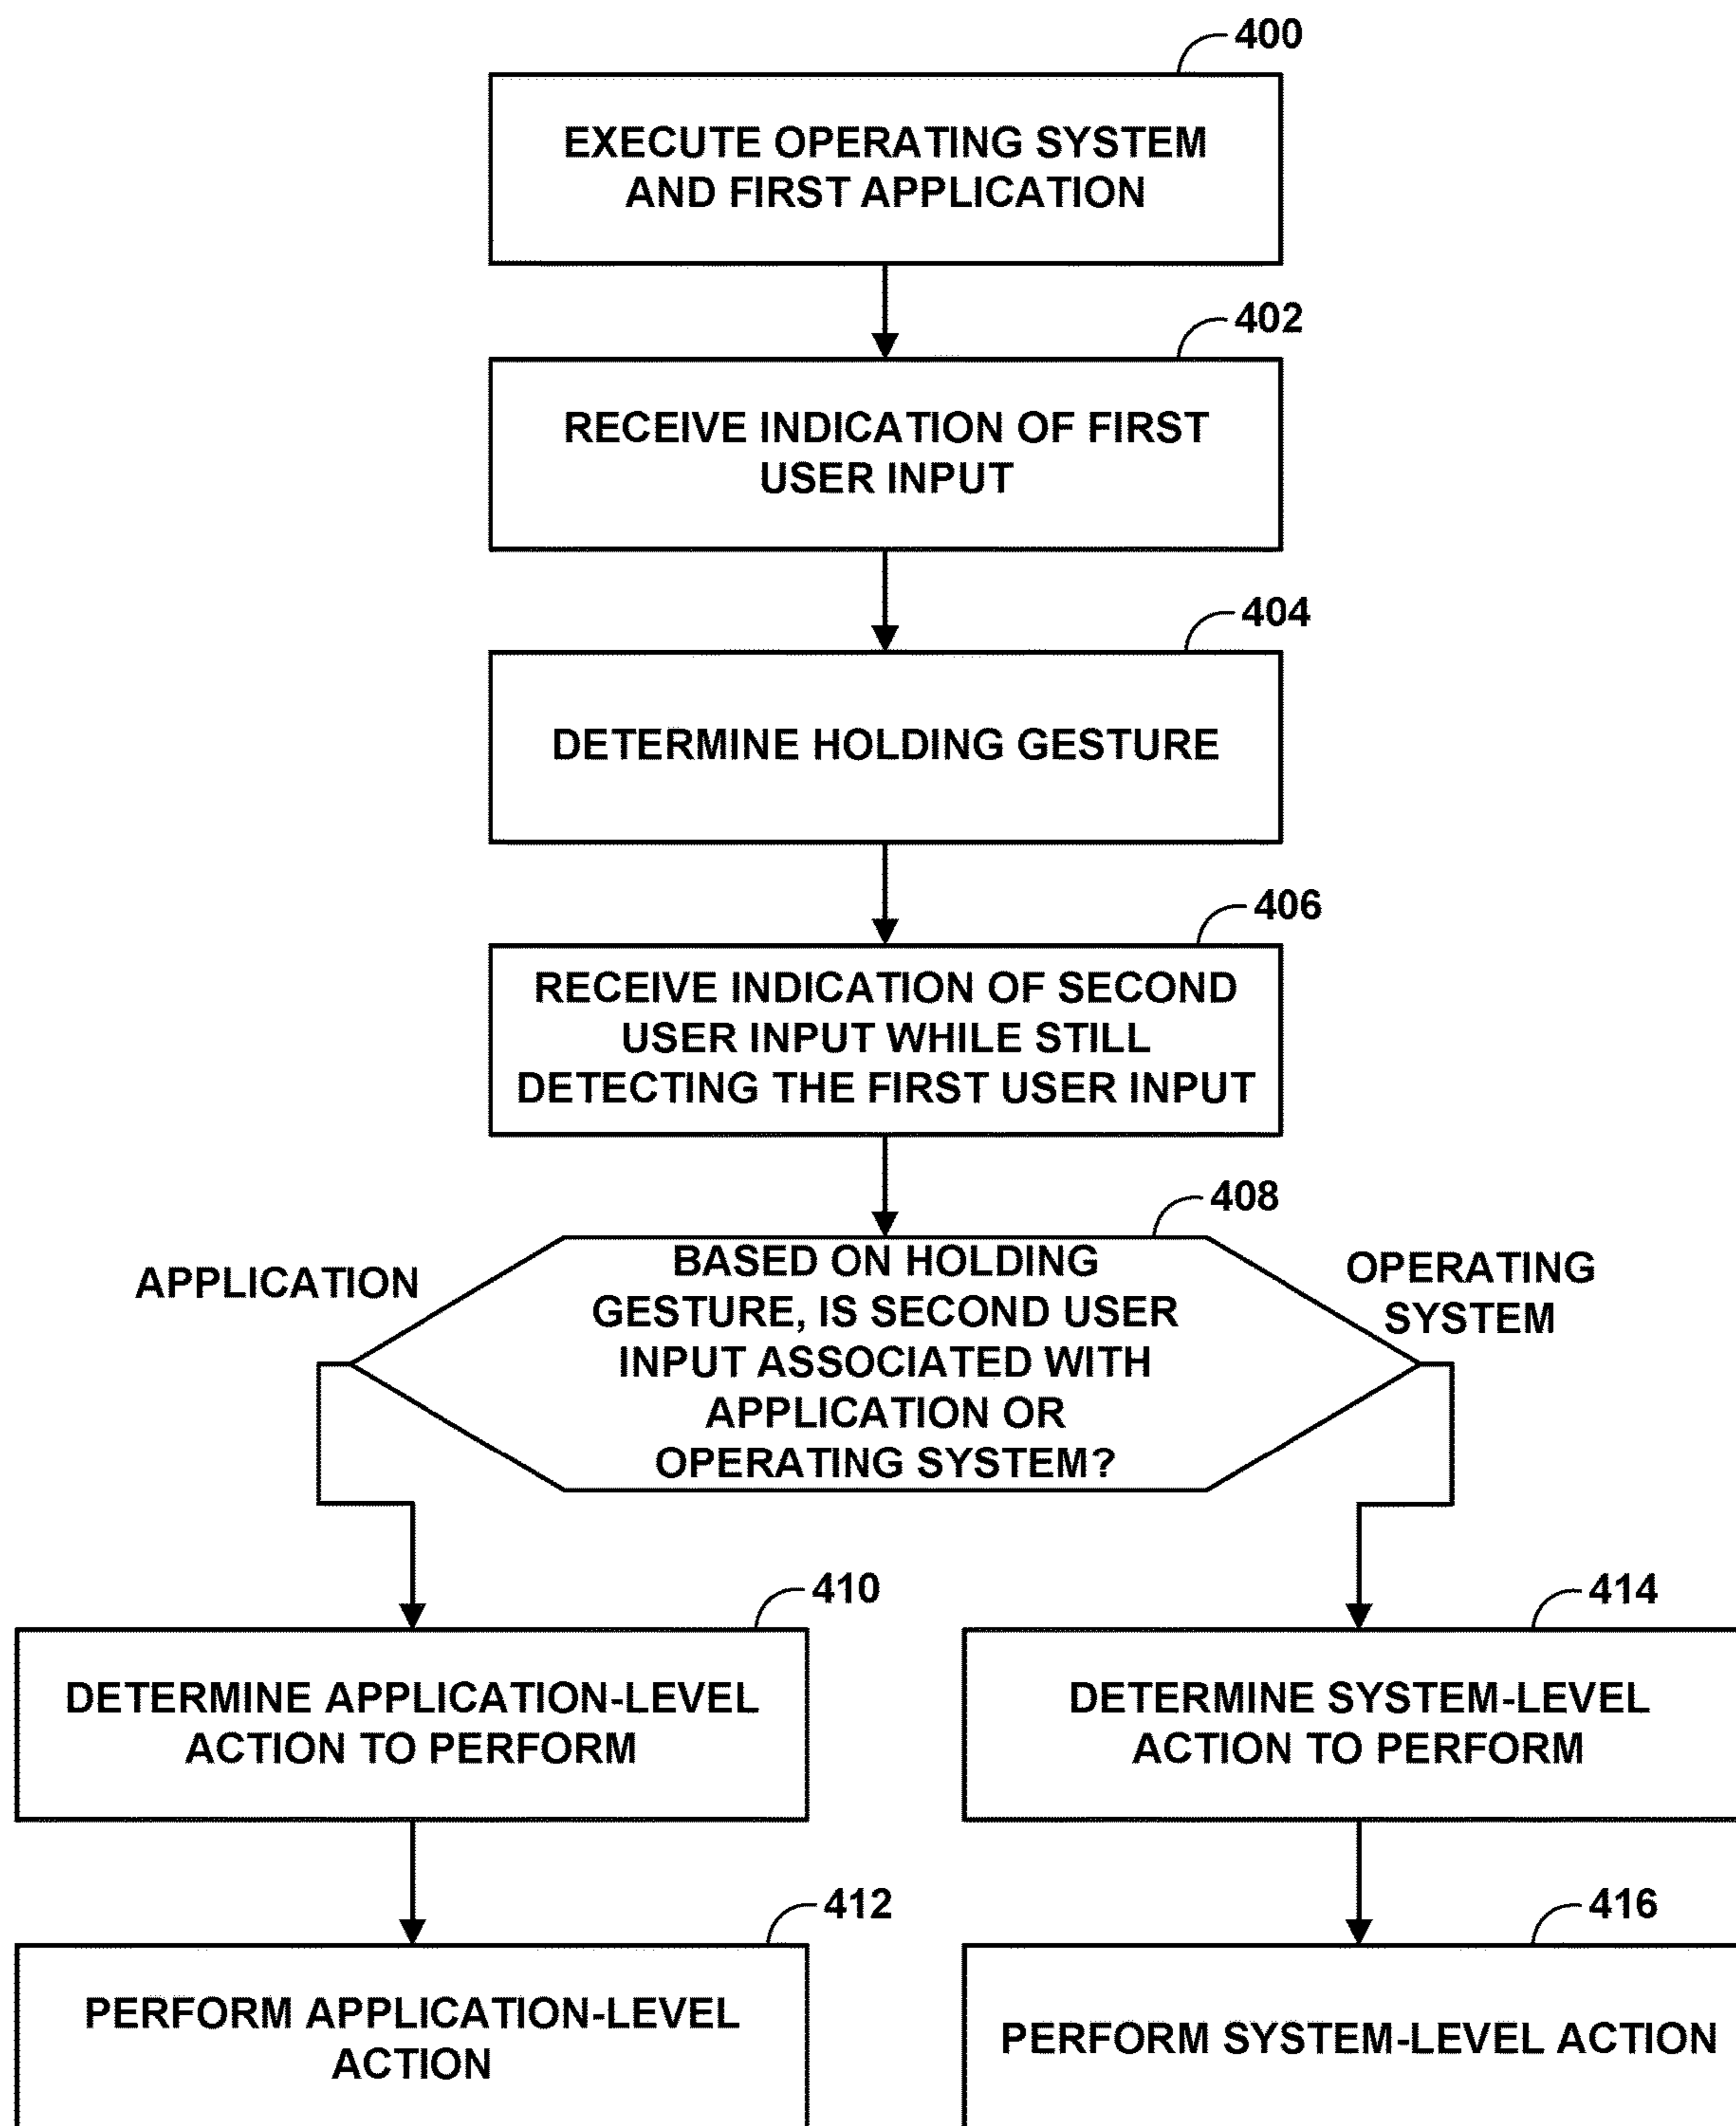 400
EXECUTE OPERATING SYSTEM
AND FIRST APPLICATION
402
RECEIVE INDICATION OF FIRST
USER INPUT
404
DETERMINE HOLDING GESTURE
406
RECEIVE INDICATION OF SECOND
USER INPUT WHILE STILL
DETECTING THE FIRST USER INPUT
408
APPLICATION
BASED ON HOLDING
GESTURE, IS SECOND USER
INPUT ASSOCIATED WITH
APPLICATION OR
OPERATING SYSTEM?
OPERATING
SYSTEM
410
DETERMINE APPLICATION-LEVEL
ACTION TO PERFORM
414
DETERMINE SYSTEM-LEVEL
ACTION TO PERFORM
412
PERFORM APPLICATION-LEVEL
ACTION
416
PERFORM SYSTEM-LEVEL ACTION